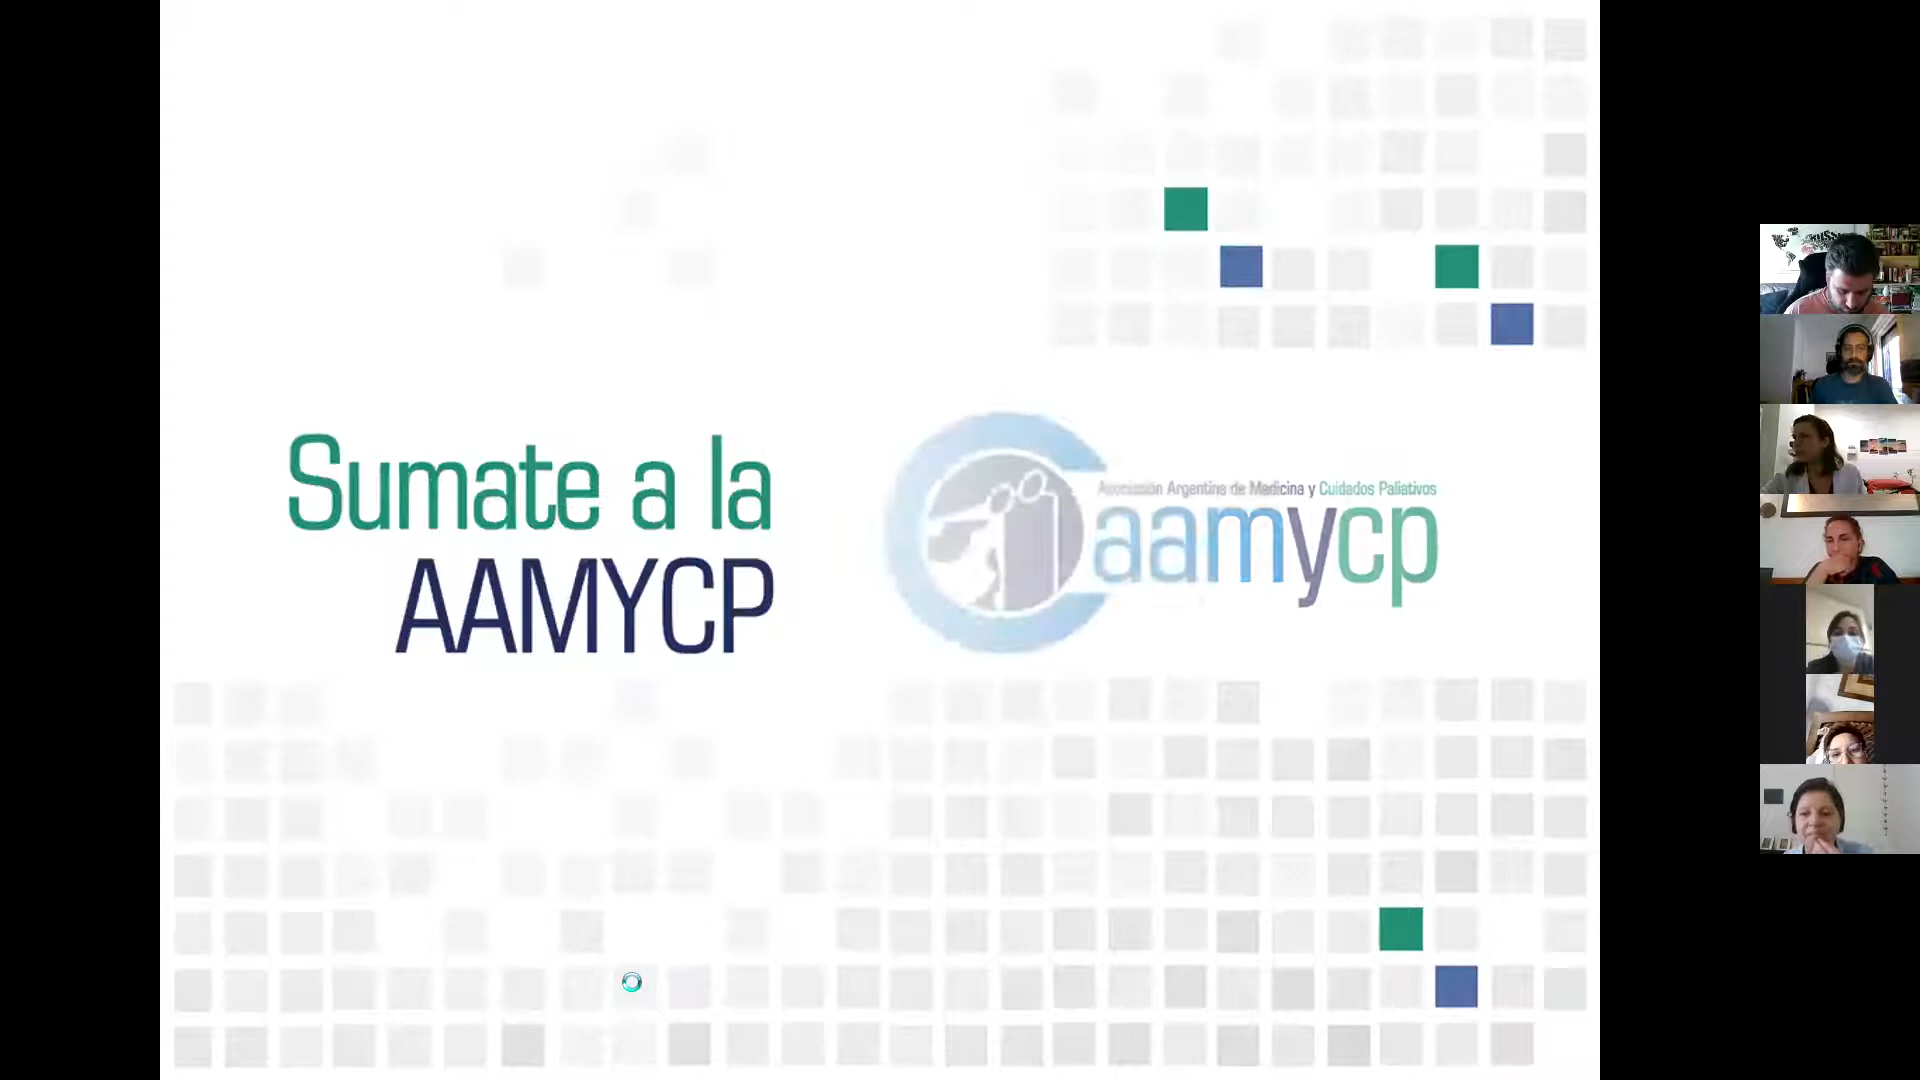 Sumate a la
AAMYCP
Asociación Argentina de Medicina y Cuidados Paliativos
aamycp